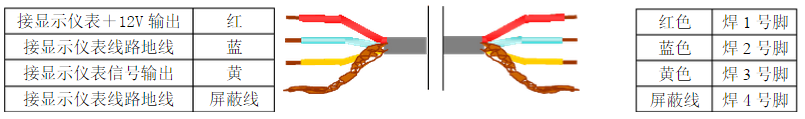 接显示仪表＋12V 输出 红
接显示仪表线路地线 蓝
接显示仪表信号输出 黄
接显示仪表线路地线 屏蔽线
红色 焊 1 号脚
蓝色 焊 2 号脚
黄色 焊 3 号脚
屏蔽线 焊 4 号脚